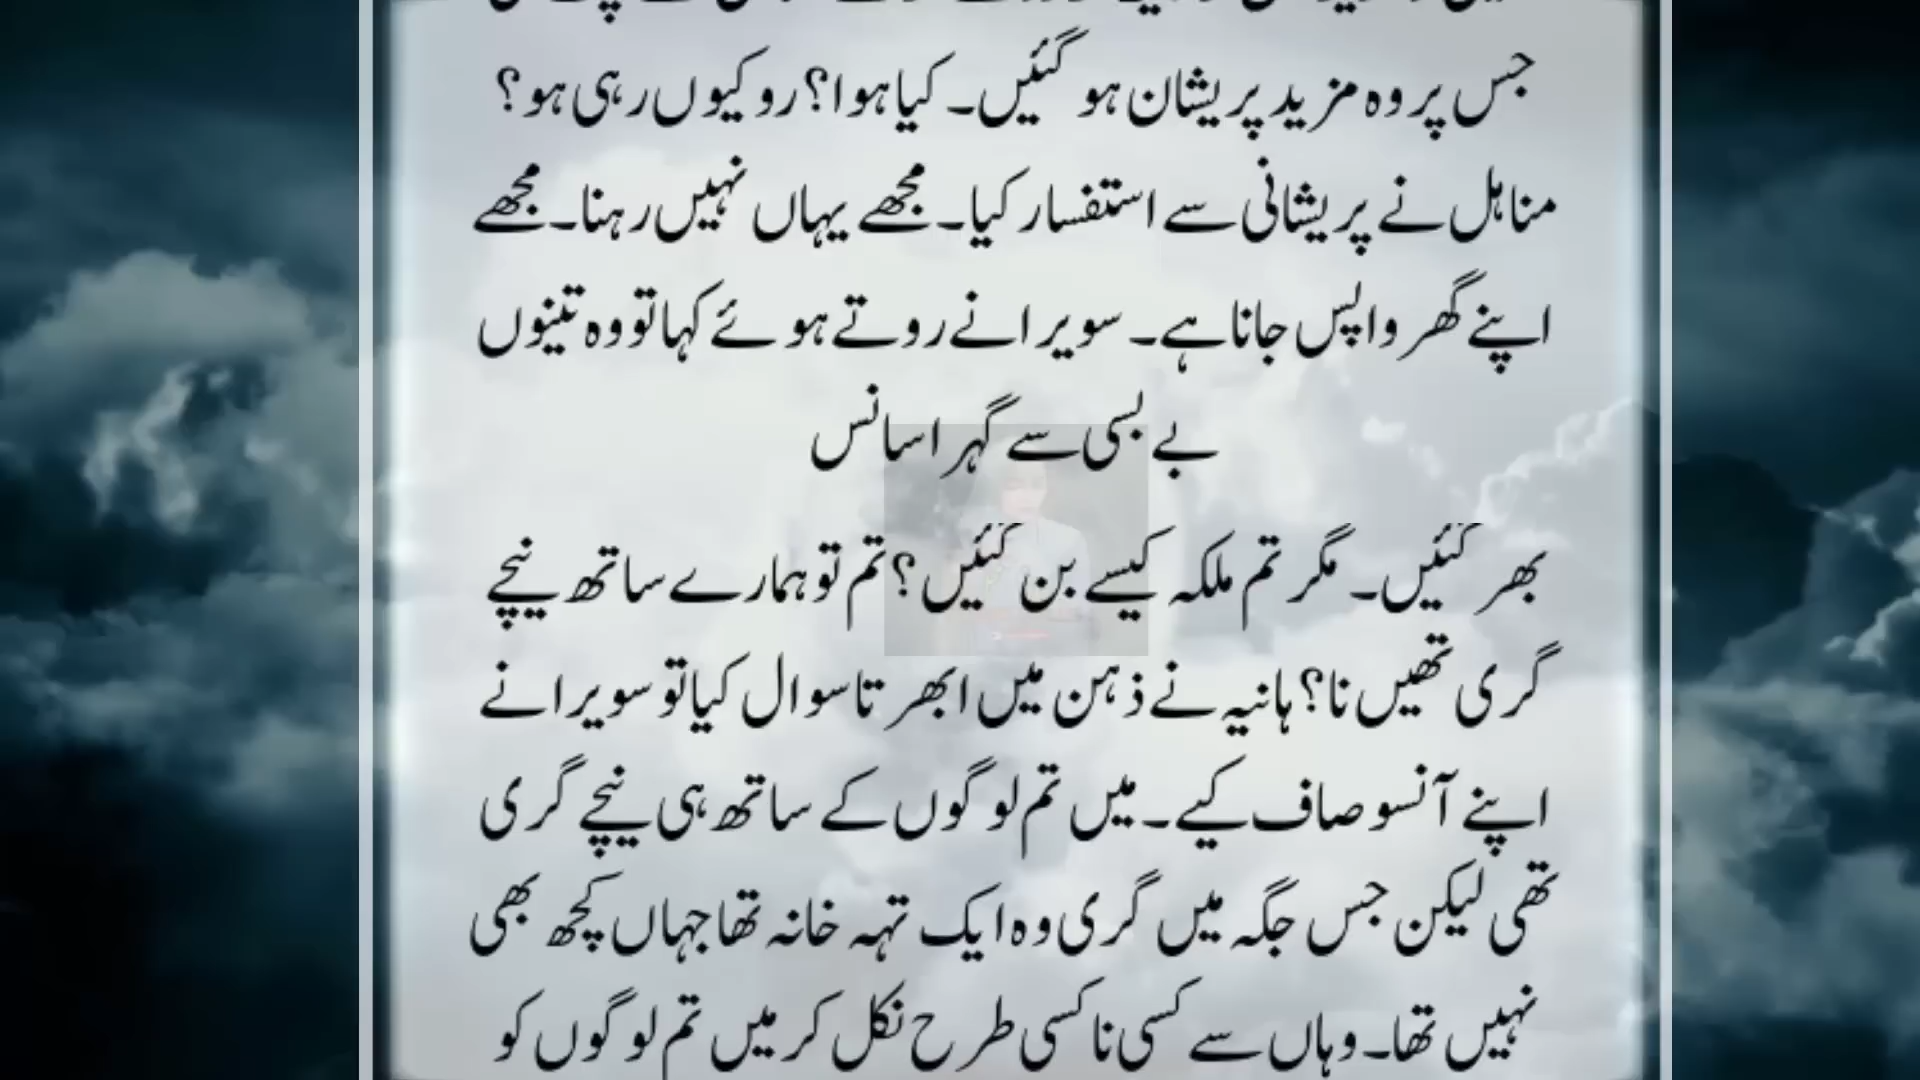 جس پر وہ مزید پریشان ہو گئیں۔ کیا ہوا؟ رو کیوں رہی ہو؟
مناہل نے پریشانی سے استفسار کیا۔ مجھے یہاں نہیں رہنا۔ مجھے
اپنے گھر واپس جانا ہے۔ سویرا نے روتے ہوئے کہا تو وہ تینوں
بے بسی سے گہرا سانس
بھر گئیں۔ مگر تم ملکہ کیسے بن گئیں؟ تم تو ہمارے ساتھ نیچے
گری تھیں نا؟ ہانیہ نے ذہن میں ابھرتا سوال کیا تو سویرا نے
اپنے آنسو صاف کیے۔ میں تم لوگوں کے ساتھ ہی نیچے گری
تھی لیکن جس جگہ میں گری وہ ایک تہہ خانہ تھا جہاں کچھ بھی
نہیں تھا۔ وہاں سے کسی نا کسی طرح نکل کر میں تم لوگوں کو